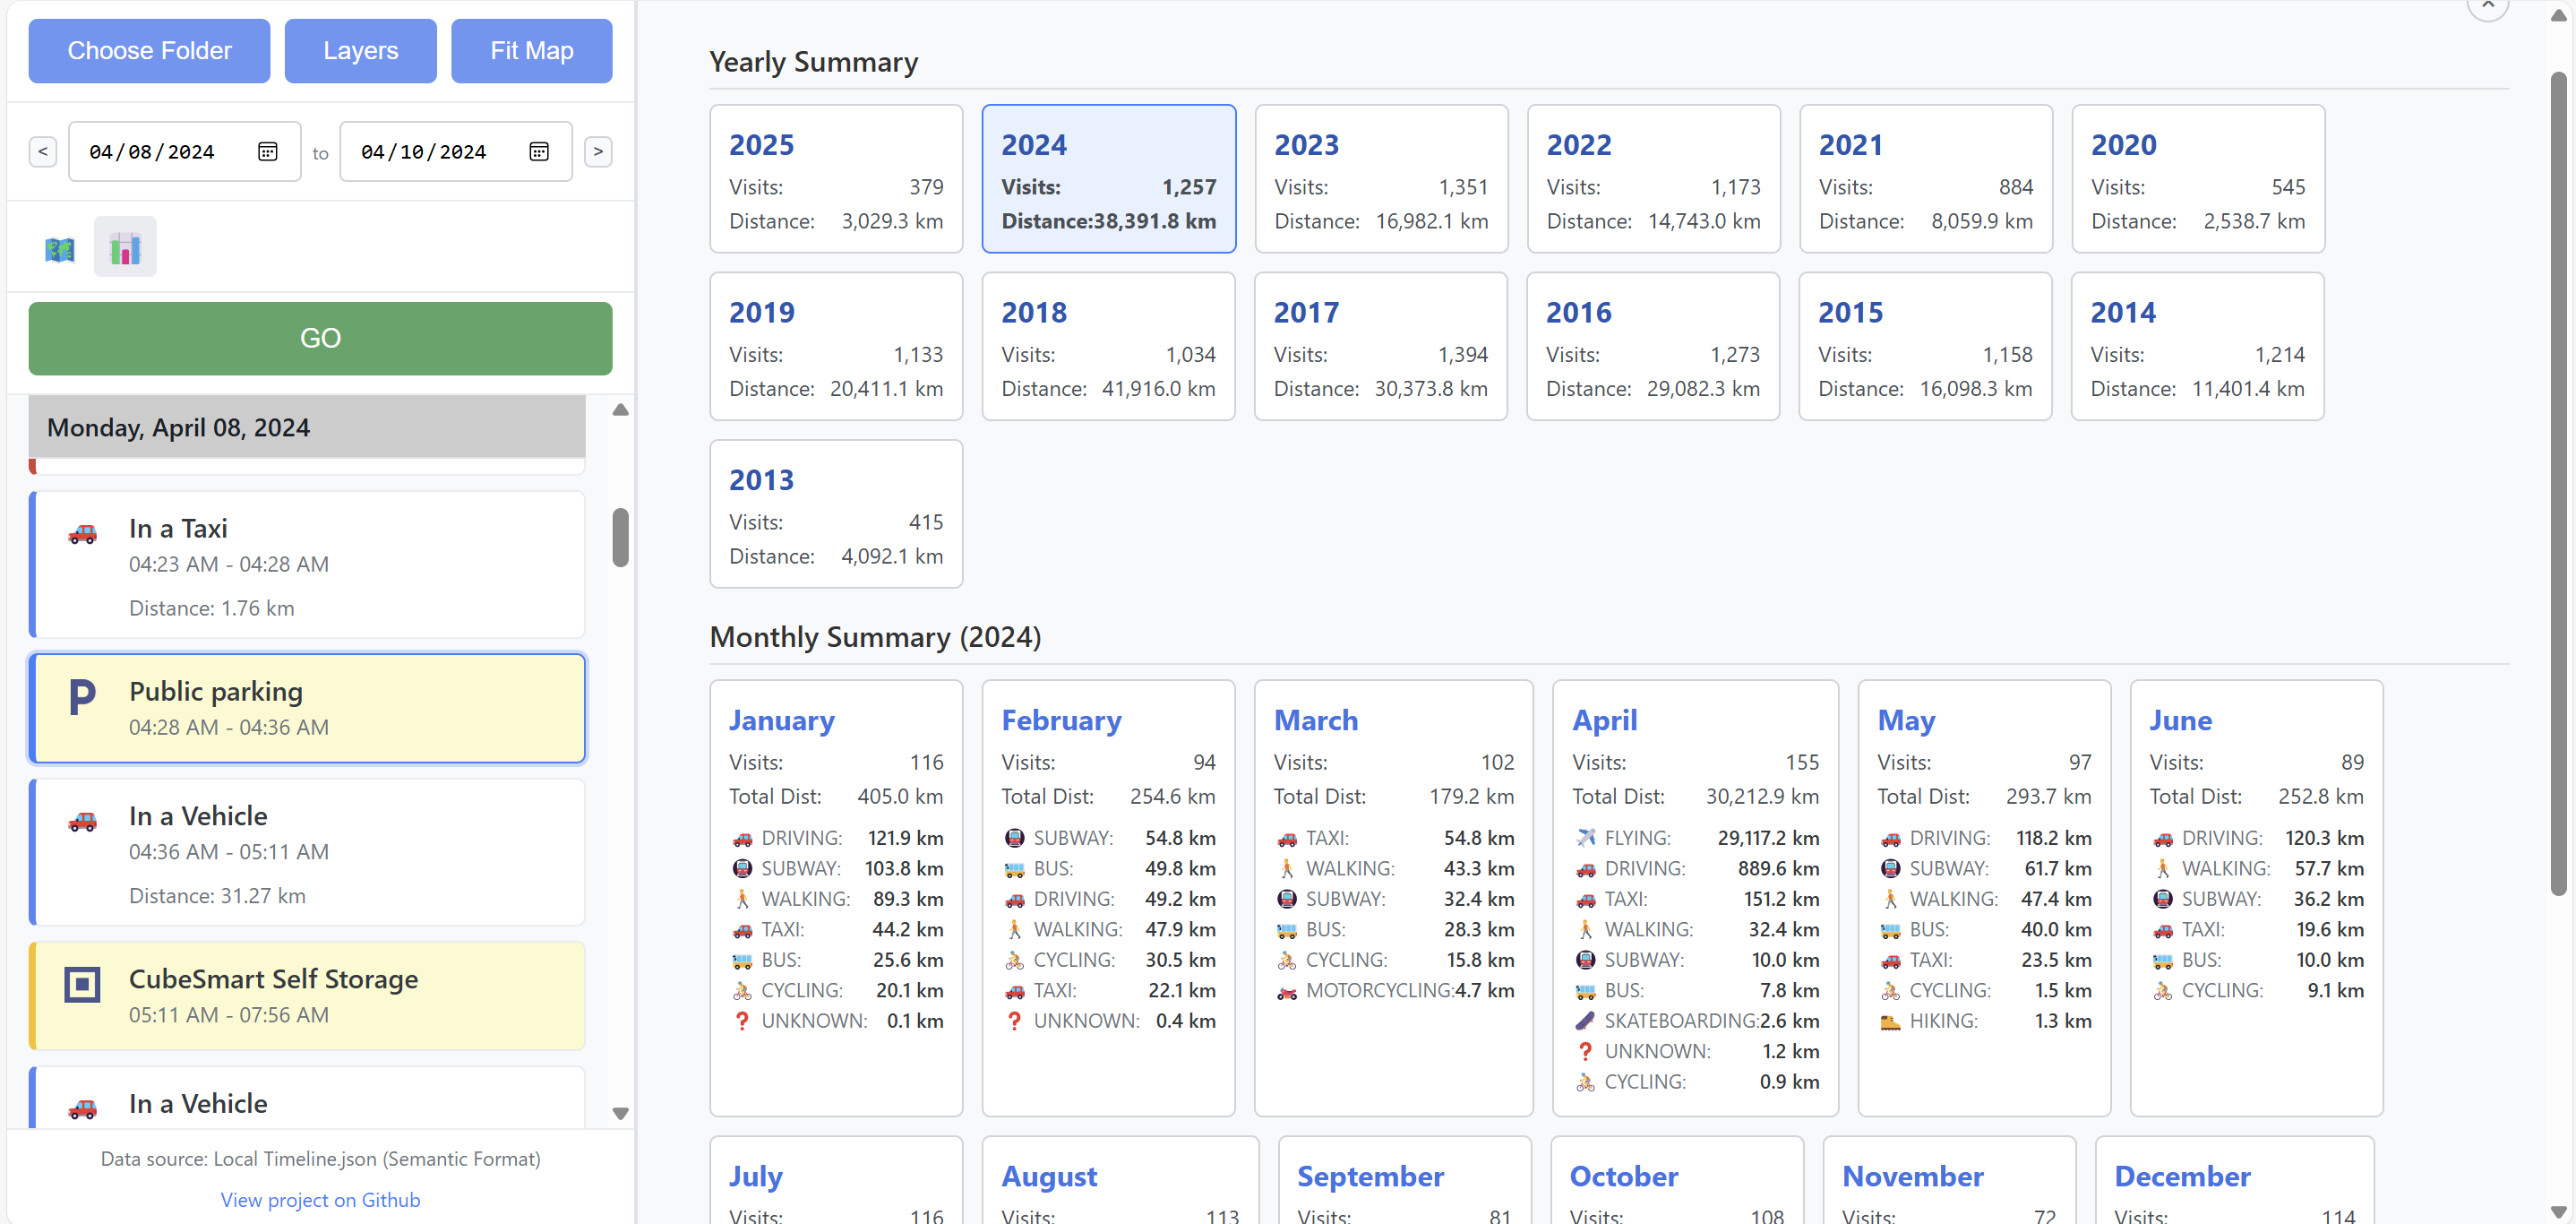 Choose Folder
Layers
Fit Map
< 04/08/2024 to 04/10/2024 >
GO
Monday, April 08, 2024
In a Taxi
04:23 AM - 04:28 AM
Distance: 1.76 km
P Public parking
04:28 AM - 04:36 AM
In a Vehicle
04:36 AM - 05:11 AM
Distance: 31.27 km
CubeSmart Self Storage
05:11 AM - 07:56 AM
In a Vehicle
Data source: Local Timeline.json (Semantic Format)
View project on Github
Yearly Summary
2025
Visits: 379
Distance: 3,029.3 km
2024
Visits: 1,257
Distance:38,391.8 km
2023
Visits: 1,351
Distance: 16,982.1 km
2022
Visits: 1,173
Distance: 14,743.0 km
2021
Visits: 884
Distance: 8,059.9 km
2020
Visits: 545
Distance: 2,538.7 km
2019
Visits: 1,133
Distance: 20,411.1 km
2018
Visits: 1,034
Distance: 41,916.0 km
2017
Visits: 1,394
Distance: 30,373.8 km
2016
Visits: 1,273
Distance: 29,082.3 km
2015
Visits: 1,158
Distance: 16,098.3 km
2014
Visits: 1,214
Distance: 11,401.4 km
2013
Visits: 415
Distance: 4,092.1 km
Monthly Summary (2024)
January
Visits: 116
Total Dist: 405.0 km
DRIVING: 121.9 km
SUBWAY: 103.8 km
WALKING: 89.3 km
TAXI: 44.2 km
BUS: 25.6 km
CYCLING: 20.1 km
UNKNOWN: 0.1 km
February
Visits: 94
Total Dist: 254.6 km
SUBWAY: 54.8 km
BUS: 49.8 km
DRIVING: 49.2 km
WALKING: 47.9 km
CYCLING: 30.5 km
TAXI: 22.1 km
UNKNOWN: 0.4 km
March
Visits: 102
Total Dist: 179.2 km
TAXI: 54.8 km
WALKING: 43.3 km
SUBWAY: 32.4 km
BUS: 28.3 km
CYCLING: 15.8 km
MOTORCYCLING:4.7 km
April
Visits: 155
Total Dist: 30,212.9 km
FLYING: 29,117.2 km
DRIVING: 889.6 km
TAXI: 151.2 km
WALKING: 32.4 km
SUBWAY: 10.0 km
BUS: 7.8 km
SKATEBOARDING:2.6 km
UNKNOWN: 1.2 km
CYCLING: 0.9 km
May
Visits: 97
Total Dist: 293.7 km
DRIVING: 118.2 km
SUBWAY: 61.7 km
WALKING: 47.4 km
BUS: 40.0 km
TAXI: 23.5 km
CYCLING: 1.5 km
HIKING: 1.3 km
June
Visits: 89
Total Dist: 252.8 km
DRIVING: 120.3 km
WALKING: 57.7 km
SUBWAY: 36.2 km
TAXI: 19.6 km
BUS: 10.0 km
CYCLING: 9.1 km
July
Visits: 116
August
Visits: 113
September
Visits: 81
October
Visits: 108
November
Visits: 72
December
Visits: 114